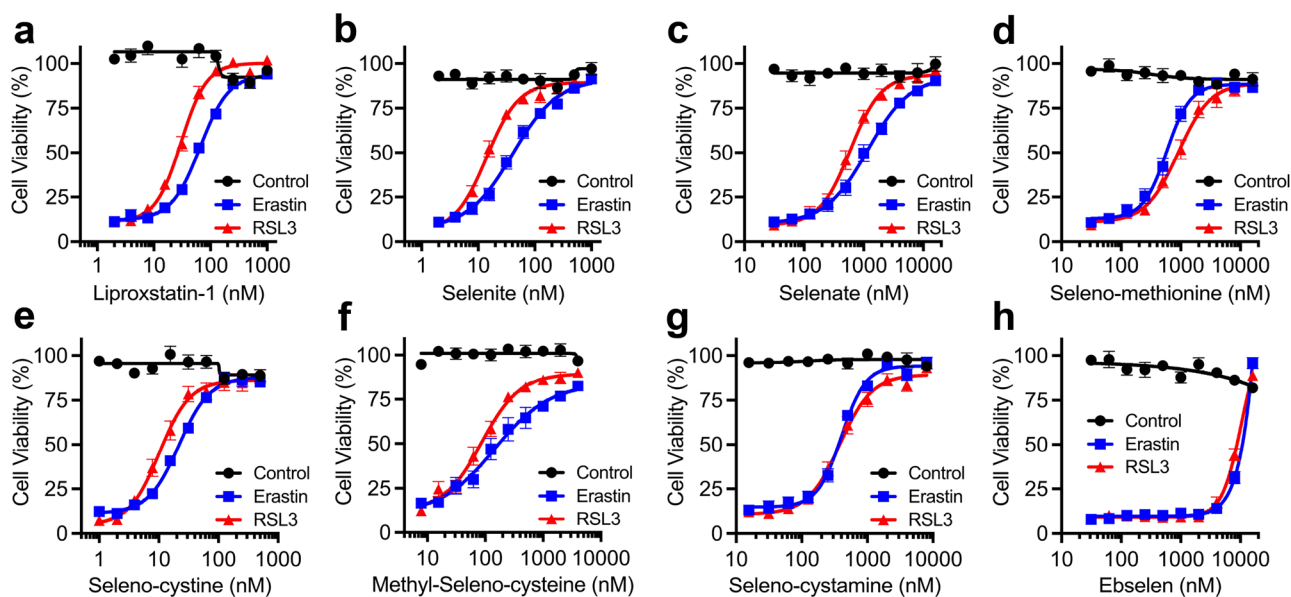 a
Cell Viability (%)
100
75
50
25
0
1
10
100
1000
Liproxstatin-1 (nM)
Control
Erastin
RSL3
b
Cell Viability (%)
100
75
50
25
0
1
10
100
1000
Selenite (nM)
Control
Erastin
RSL3
c
Cell Viability (%)
100
75
50
25
0
10
100
1000
10000
Selenate (nM)
Control
Erastin
RSL3
d
Cell Viability (%)
100
75
50
25
0
10
100
1000
10000
Seleno-methionine (nM)
Control
Erastin
RSL3
e
Cell Viability (%)
100
75
50
25
0
1
10
100
1000
Seleno-cystine (nM)
Control
Erastin
RSL3
f
Cell Viability (%)
100
75
50
25
0
10
100
1000
10000
Methyl-Seleno-cysteine (nM)
Control
Erastin
RSL3
g
Cell Viability (%)
100
75
50
25
0
10
100
1000
10000
Seleno-cystamine (nM)
Control
Erastin
RSL3
h
Cell Viability (%)
100
75
50
25
0
10
100
1000
10000
Ebselen (nM)
Control
Erastin
RSL3